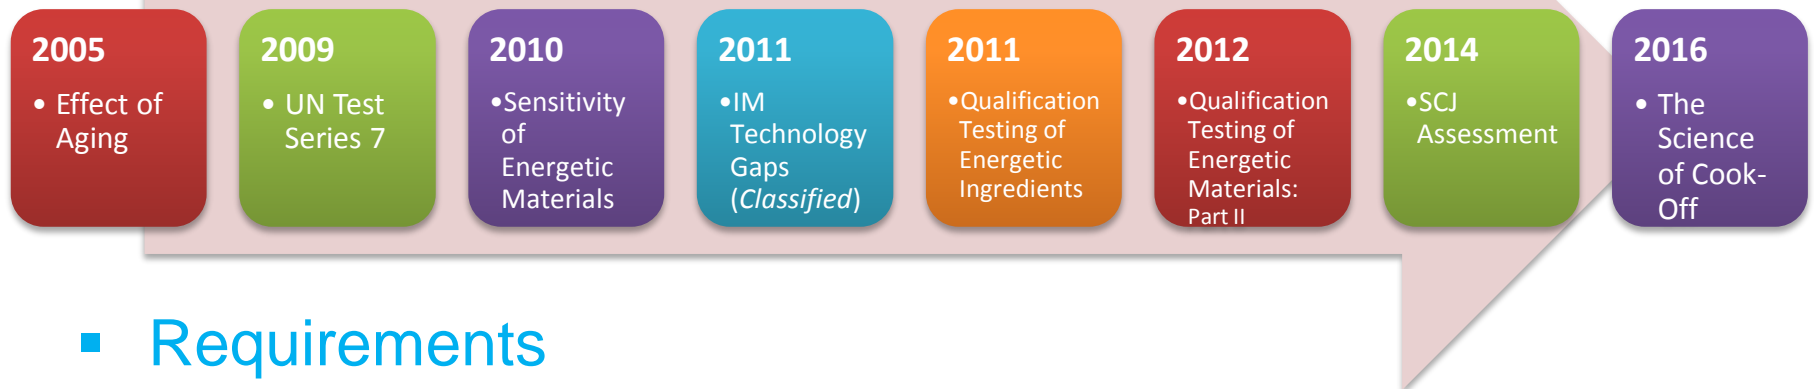 2005
• Effect of
Aging
2009
• UN Test
Series 7
2010
•Sensitivity
of
Energetic
Materials
2011
•IM
Technology
Gaps
(Classified)
2011
•Qualification
Testing of
Energetic
Ingredients
2012
•Qualification
Testing of
Energetic
Materials:
Part II
2014
•SCJ
Assessment
2016
• The
Science
of Cook-
Off
▪ Requirements